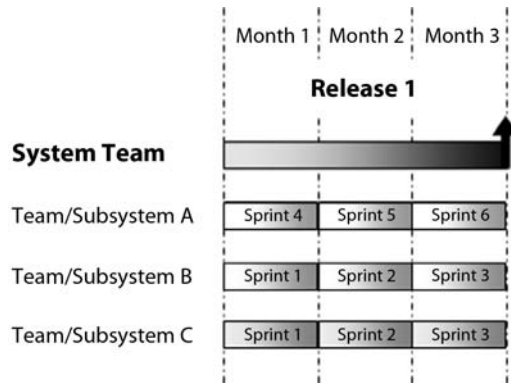 Month 1 Month 2 Month 3
Release 1
System Team
Team/Subsystem A Sprint 4 Sprint 5 Sprint 6
Team/Subsystem B Sprint 1 Sprint 2 Sprint 3
Team/Subsystem C Sprint 1 Sprint 2 Sprint 3